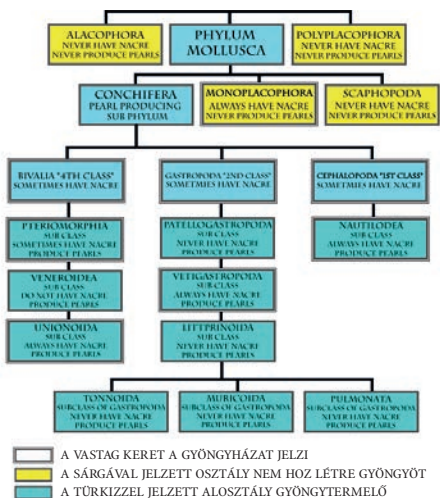 ALACOPHORA
NEVER HAVE NACRE
NEVER PRODUCE PEARLS
PHYLUM
MOLLUSCA
POLYPLACOPHORA
NEVER HAVE NACRE
NEVER PRODUCE PEARLS
CONCHIFERA
PEARL PRODUCING
SUB PHYLUM
MONOPLACOPHORA
ALWAYS HAVE NACRE
NEVER PRODUCE PEARLS
SCAPHOPODA
NEVER HAVE NACRE
NEVER PRODUCE PEARLS
BIVALIA "4TH CLASS"
SOMETIMES HAVE NACRE
GASTROPODA "2ND CLASS"
SOMETMIES HAVE NACRE
CEPHALOPODA "1ST CLASS"
SOMETMIES HAVE NACRE
PTERIOMORPHIA
SUB CLASS
SOMETIMES HAVE NACRE
PRODUCE PEARLS
PATELLOGASTROPODA
SUB CLASS
NEVER HAVE NACRE
PRODUCE PEARLS
NAUTILODEA
SUB CLASS
ALWAYS HAVE NACRE
PRODUCE PEARLS
VENEROIDEA
SUB CLASS
DO NOT HAVE NACRE
PRODUCE PEARLS
VETIGASTROPODA
SUB CLASS
ALWAYS HAVE NACRE
PRODUCE PEARLS
UNIONOIDA
SUB CLASS
ALWAYS HAVE NACRE
PRODUCE PEARLS
LITTPRINOIDA
SUB CLASS
NEVER HAVE NACRE
PRODUCE PEARLS
TONNOIDA
SUBCLASS OF GASTROPODA
NEVER HAVE NACRE
PRODUCE PEARLS
MURICOIDA
SUBCLASS OF GASTROPODA
NEVER HAVE NACRE
PRODUCE PEARLS
PULMONATA
SUBCLASS OF GASTROPODA
NEVER HAVE NACRE
PRODUCE PEARLS
A VASTAG KERET A GYÖNGYHÁZAT JELZI
A SÁRGÁVAL JELZETT OSZTÁLY NEM HOZ LÉTRE GYÖNGYÖT
A TÜRKIZZEL JELZETT ALOSZTÁLY GYÖNGYTERMELŐ